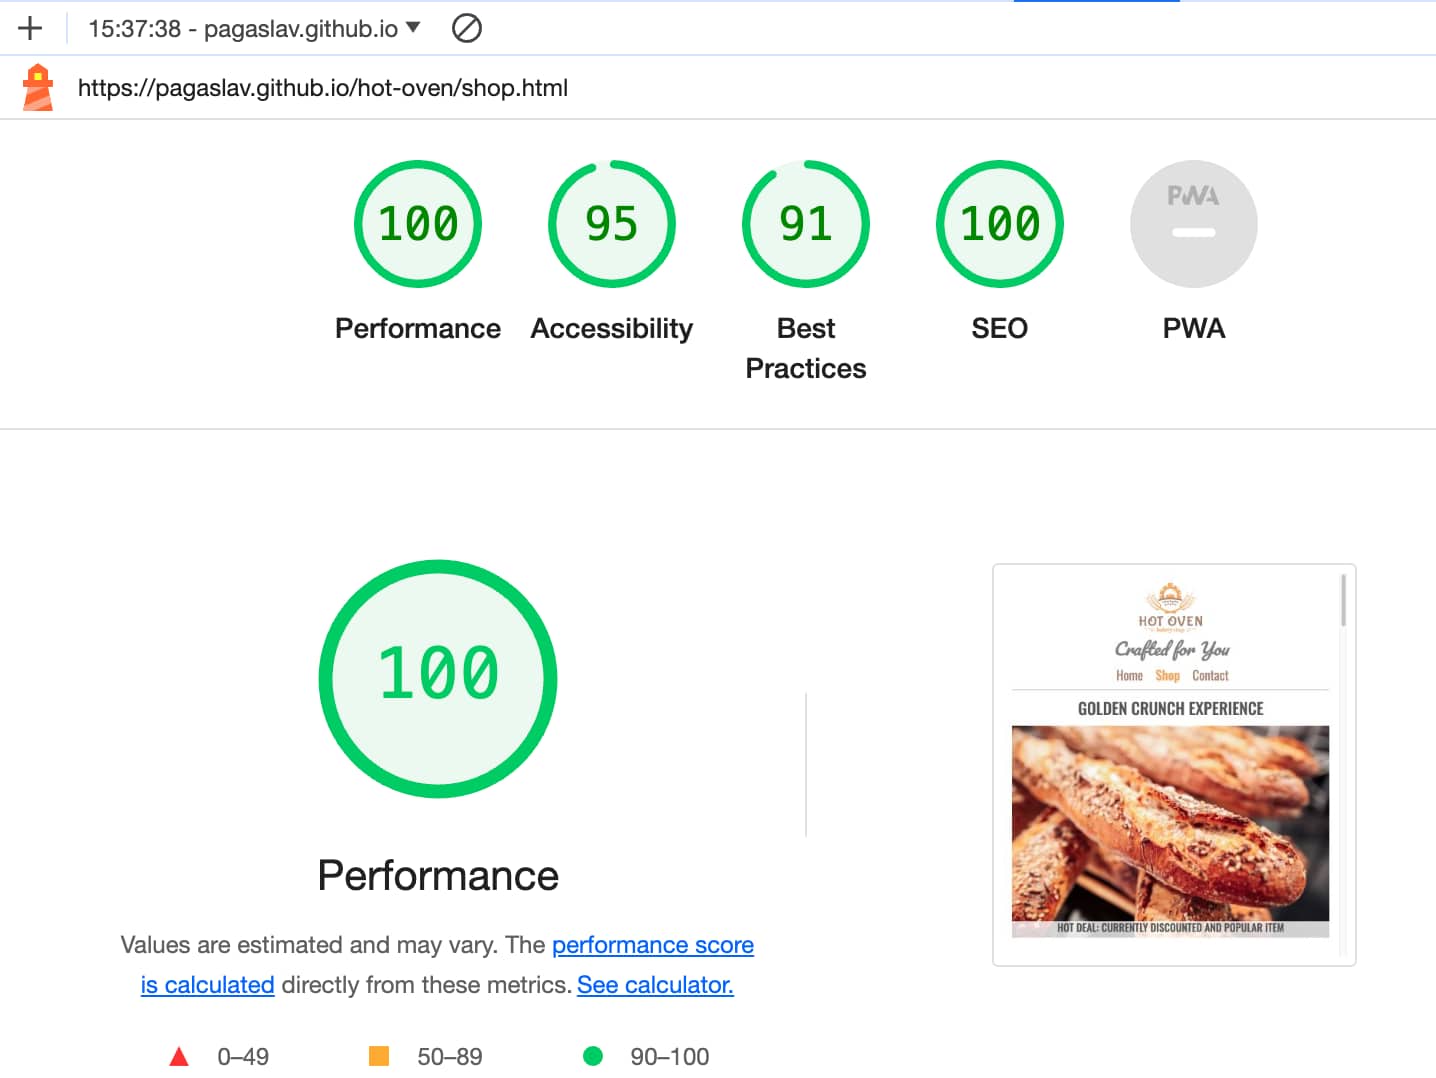 15:37:38 - pagaslav.github.io
https://pagaslav.github.io/hot-oven/shop.html
100
95
91
100
PWA
Performance
Accessibility
Best
Practices
SEO
PWA
100
Performance
Values are estimated and may vary. The performance score
is calculated directly from these metrics. See calculator.
0–49
50–89
90–100
HOT OVEN
Crafted for You
Home Shop Contact
GOLDEN CRUNCH EXPERIENCE
HOT DEAL: CURRENTLY DISCOUNTED AND POPULAR ITEM